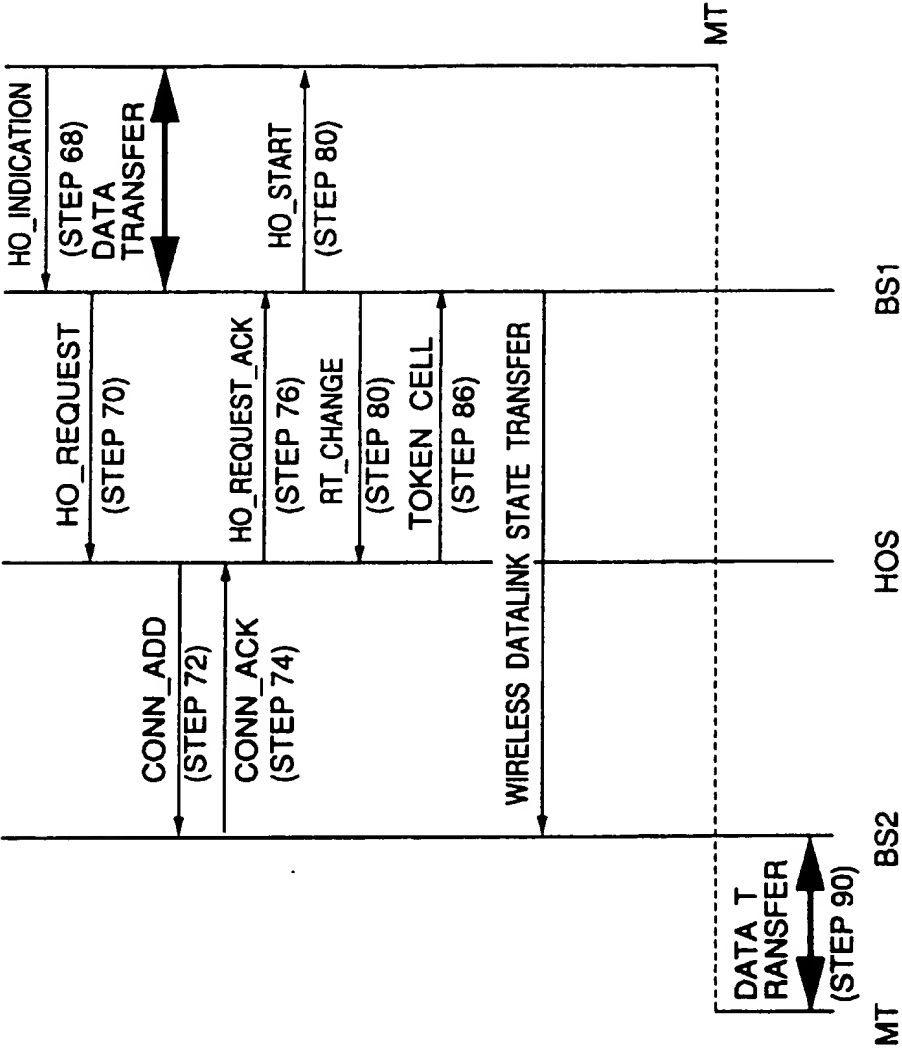 HO_INDICATION
(STEP 68)
DATA
TRANSFER
HO_REQUEST
(STEP 70)
CONN_ADD
(STEP 72)
CONN_ACK
(STEP 74)
HO_REQUEST_ACK
(STEP 76)
HO_START
(STEP 80)
RT_CHANGE
(STEP 80)
TOKEN CELL
(STEP 86)
WIRELESS DATALINK STATE TRANSFER
MT
DATA T
RANSFER
(STEP 90)
MT
BS2
HOS
BS1